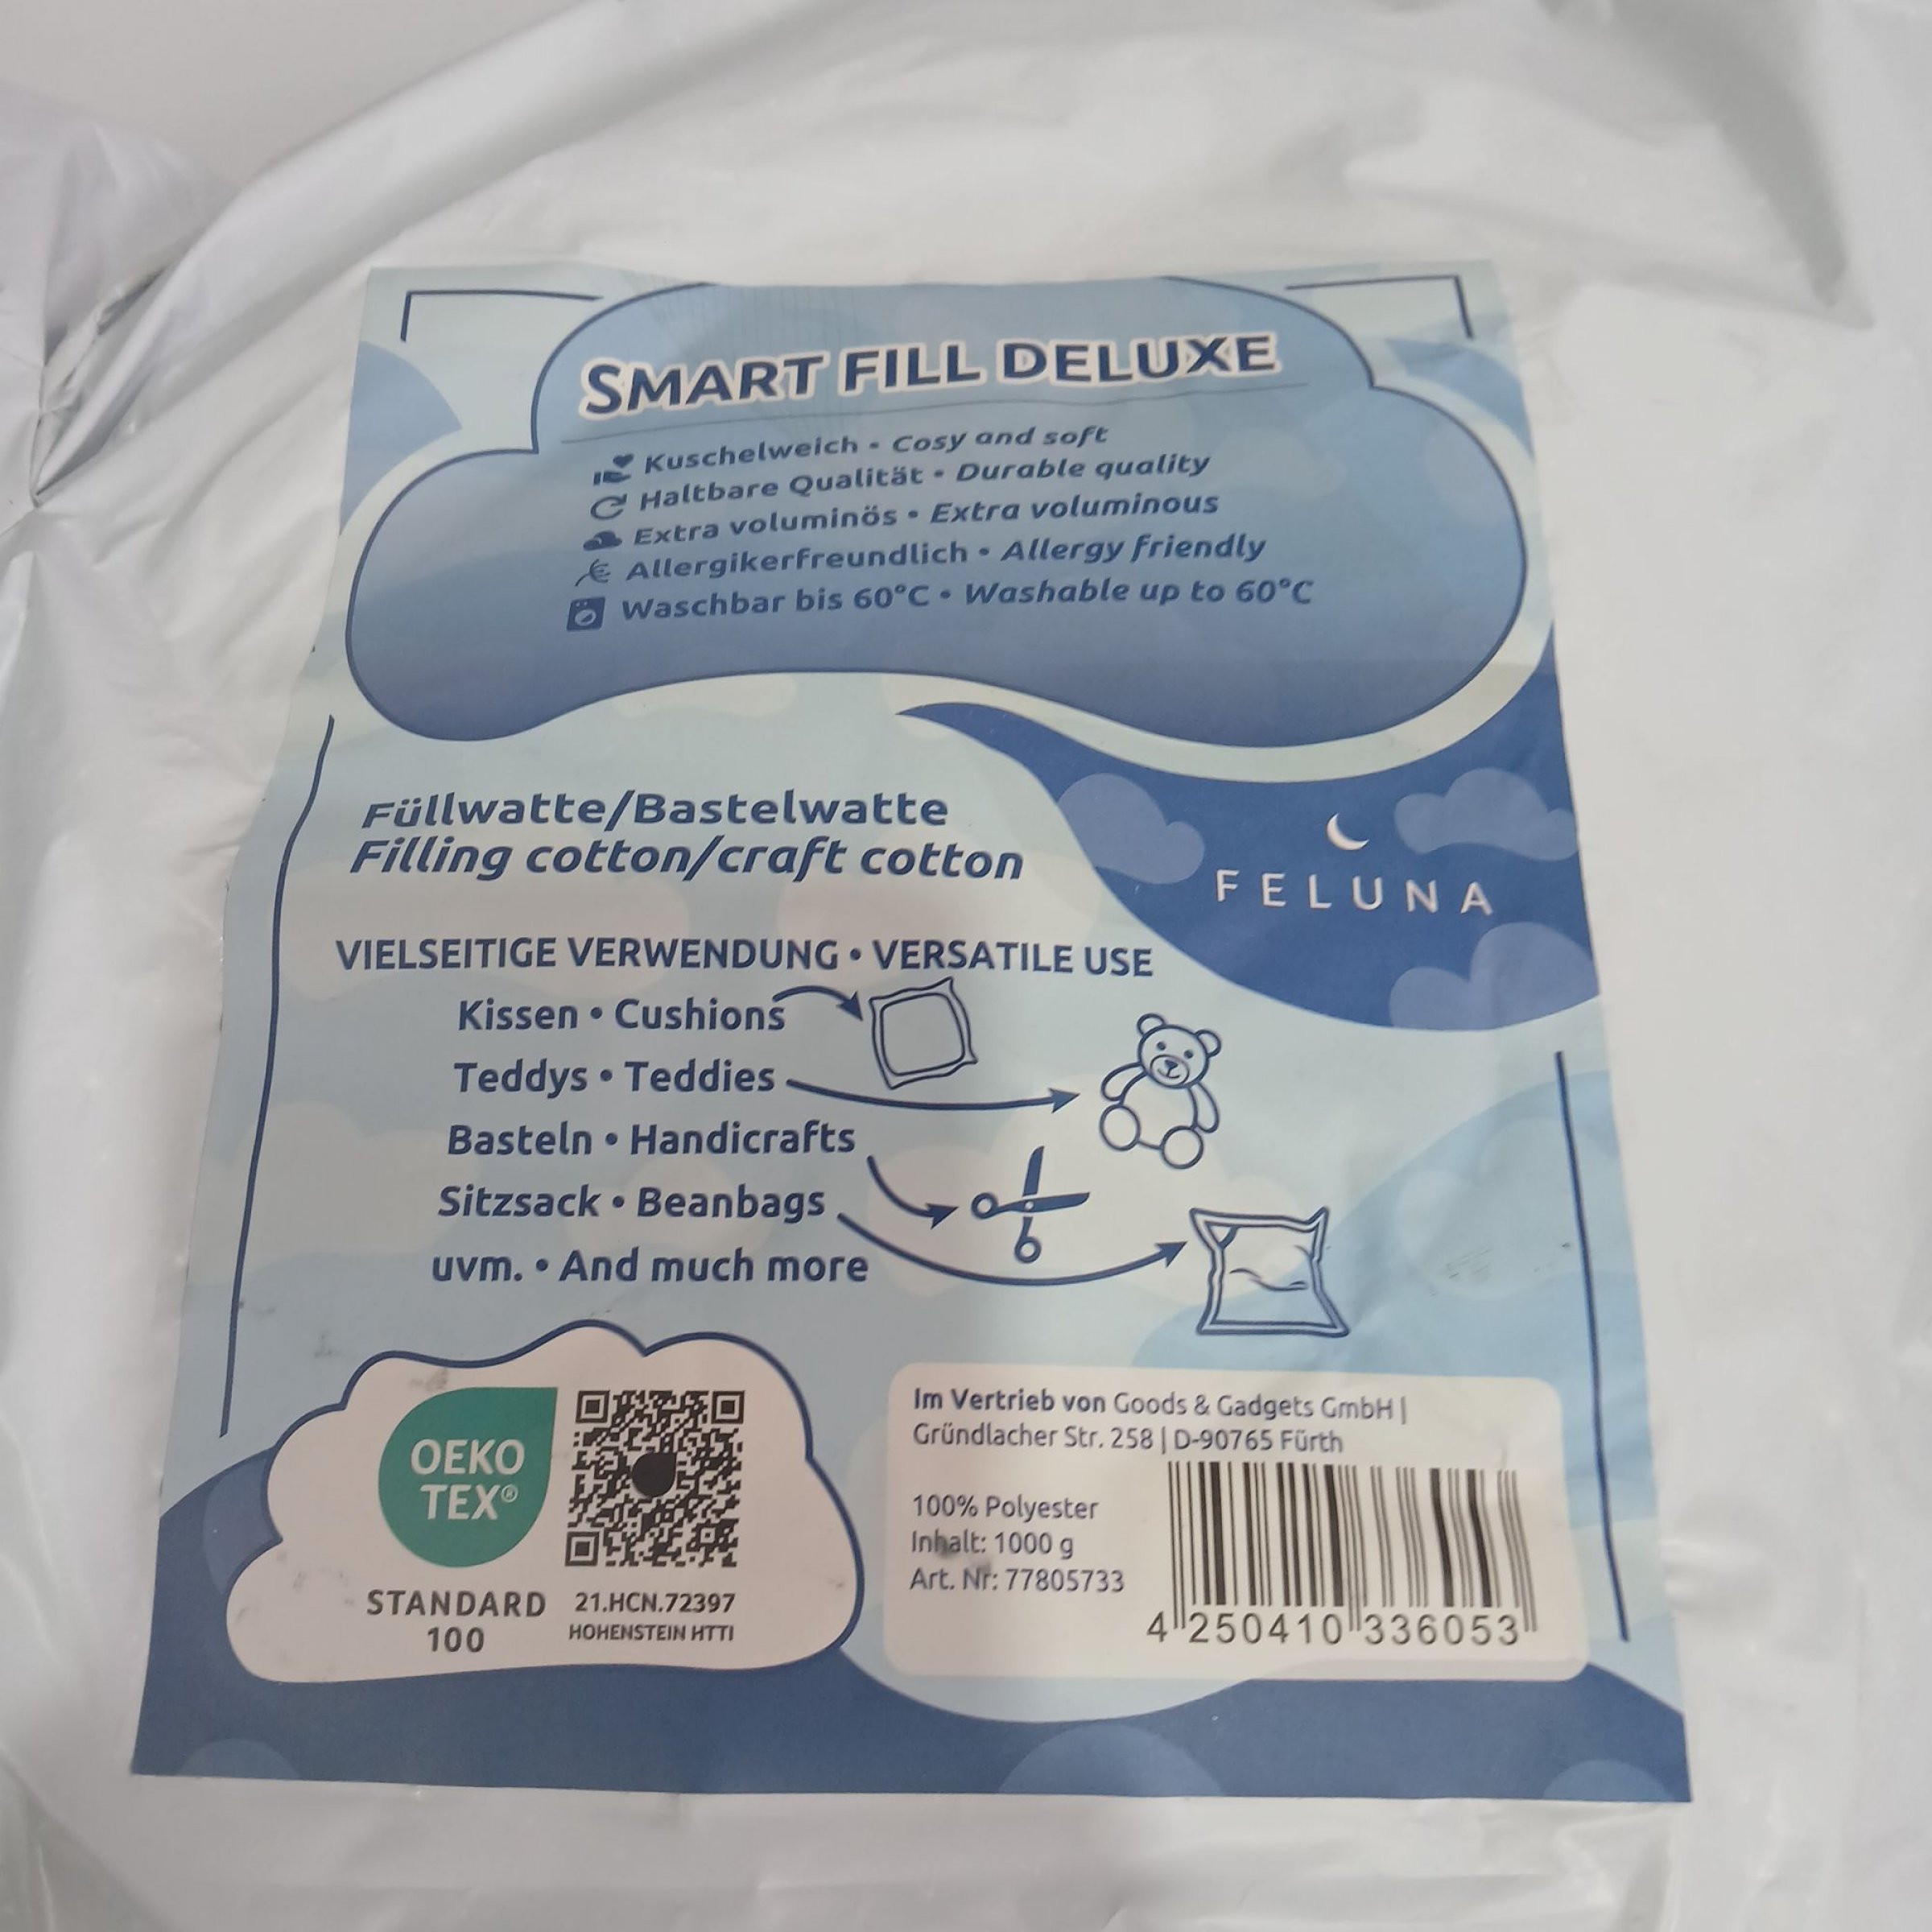 SMART FILL DELUXE
Kuschelweich • Cosy and soft
Haltbare Qualität • Durable quality
Extra voluminös • Extra voluminous
Allergikerfreundlich • Allergy friendly
Waschbar bis 60°C • Washable up to 60°C
Füllwatte/Bastelwatte
Filling cotton/craft cotton
FELUNA
VIELSEITIGE VERWENDUNG • VERSATILE USE
Kissen • Cushions
Teddys • Teddies
Basteln • Handicrafts
Sitzsack • Beanbags
uvm. • And much more
OEKO
TEX®
STANDARD
100
21.HCN.72397
HOHENSTEIN HTTI
Im Vertrieb von Goods & Gadgets GmbH |
Gründlacher Str. 258 | D-90765 Fürth
100% Polyester
Inhalt: 1000 g
Art. Nr: 77805733
4 250410 336053